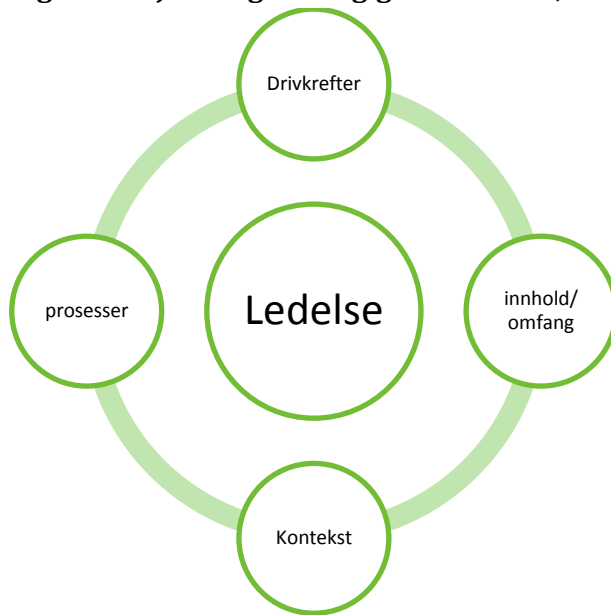 Drivkrefter
prosesser
Ledelse
innhold/
omfang
Kontekst